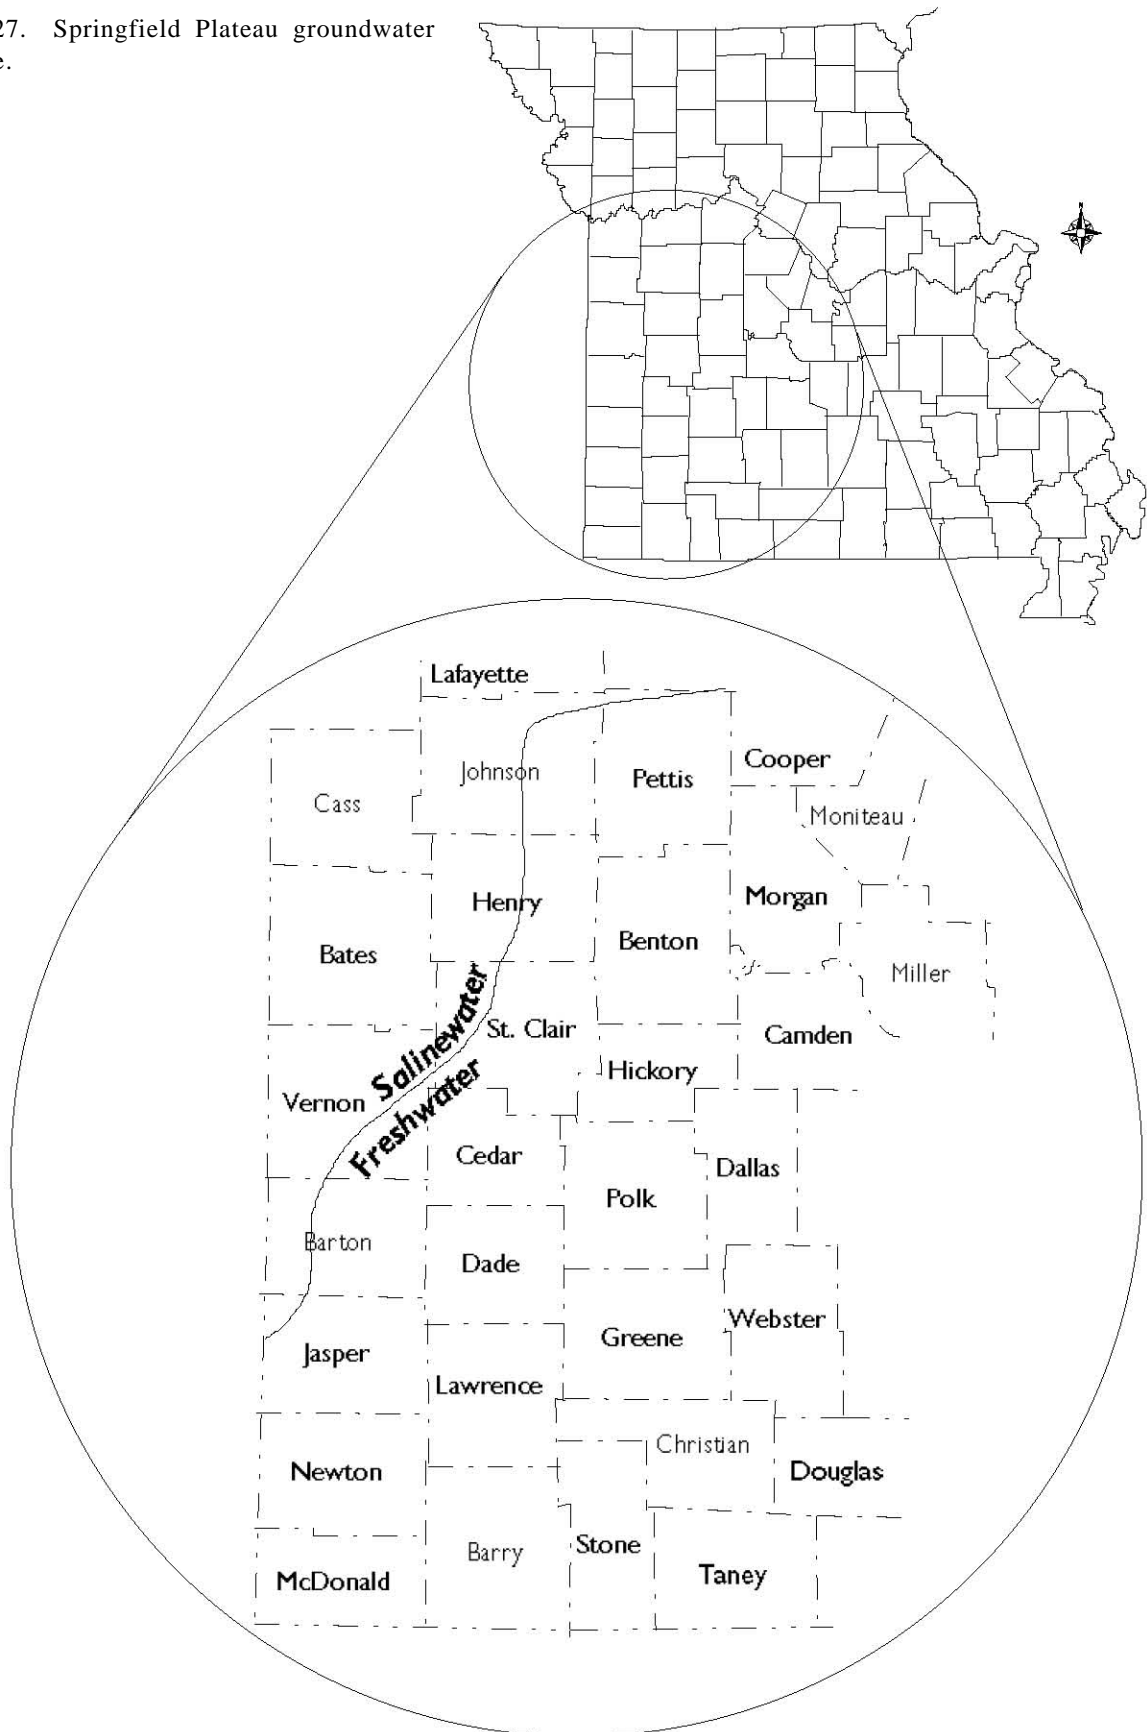 27. Springfield Plateau groundwater
e.
N
Lafayette
Johnson
Pettis
Cooper
Cass
Moniteau
Henry
Morgan
Bates
Benton
Miller
Salinewater
St. Clair
Camden
Hickory
Vernon
Freshwater
Cedar
Dallas
Polk
Barton
Dade
Webster
Greene
Jasper
Lawrence
Christian
Newton
Douglas
Barry
Stone
McDonald
Taney